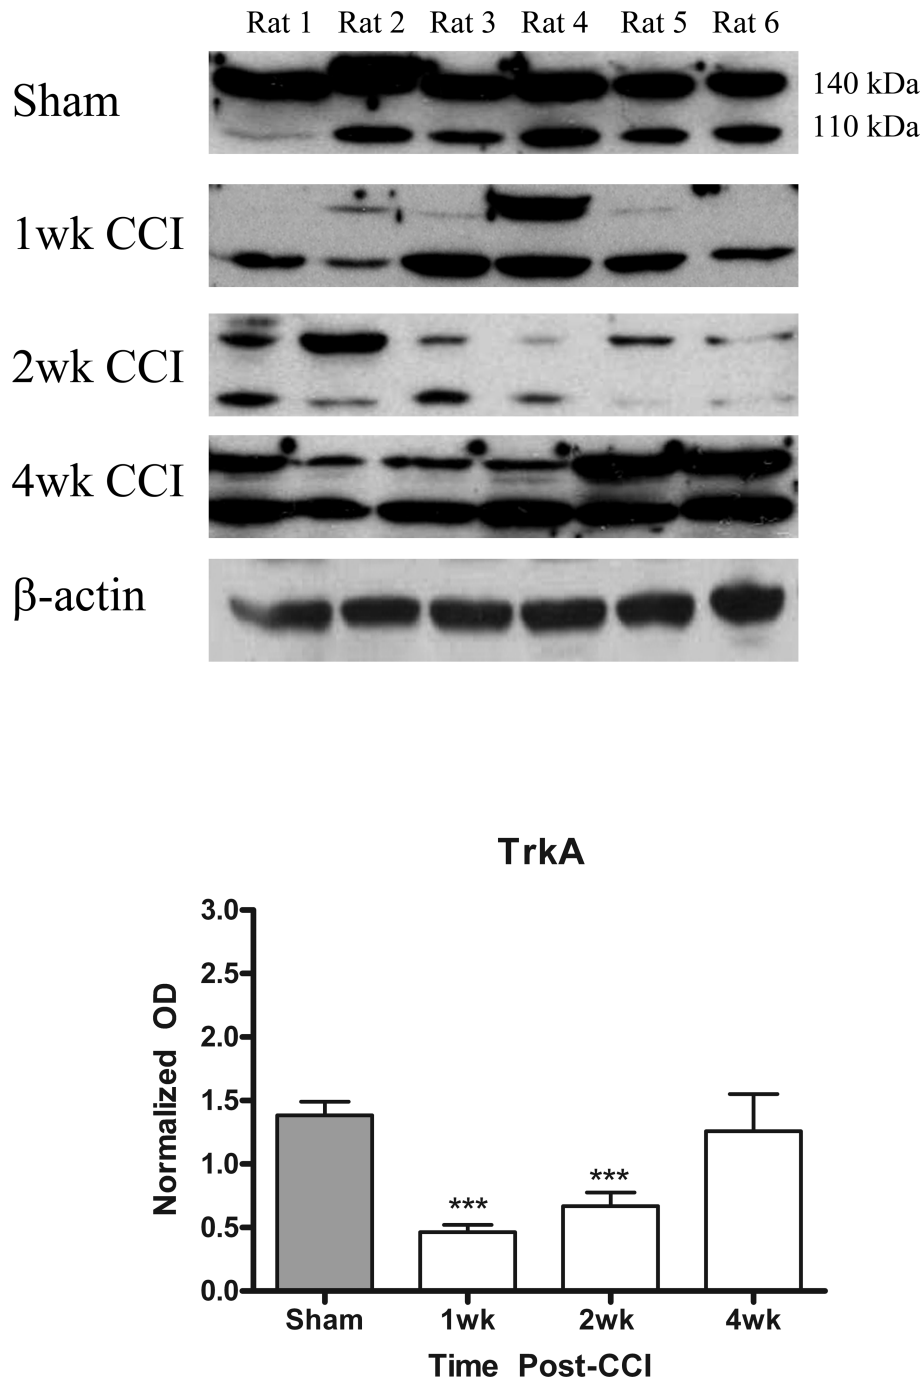 Rat 1 Rat 2 Rat 3 Rat 4 Rat 5 Rat 6
Sham
140 kDa
110 kDa
1wk CCI
2wk CCI
4wk CCI
β-actin
TrkA
3.0
2.5
2.0
1.5
1.0
0.5
0.0
Normalized OD
***
***
Sham 1wk 2wk 4wk
Time Post-CCI